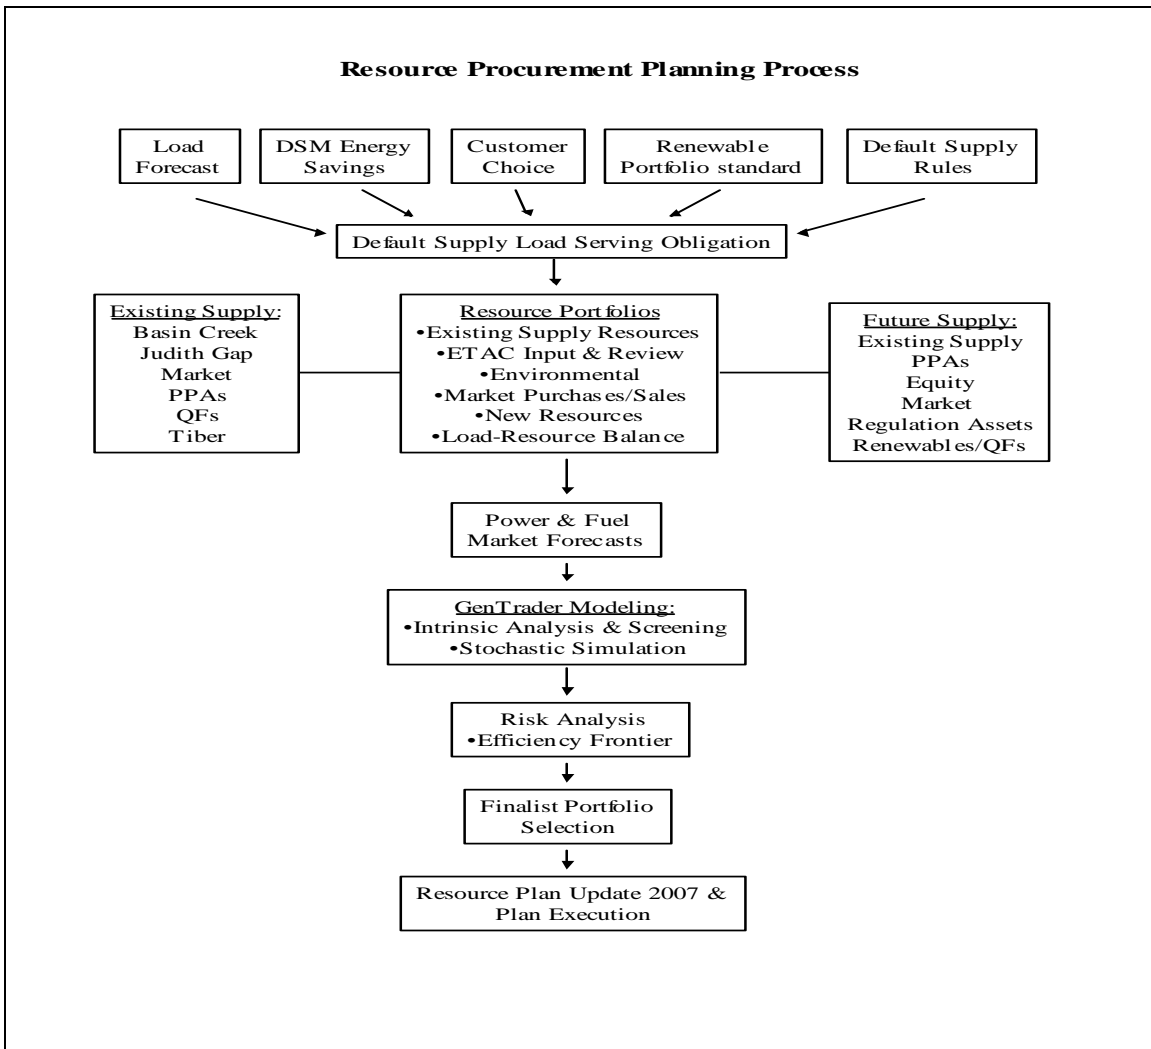 Resource Procurement Planning Process
Load
Forecast
DSM Energy
Savings
Customer
Choice
Renewable
Portfolio standard
Default Supply
Rules
Default Supply Load Serving Obligation
Existing Supply:
Basin Creek
Judith Gap
Market
PPAs
QFs
Tiber
Resource Portfolios
•Existing Supply Resources
•ETAC Input & Review
•Environmental
•Market Purchases/Sales
•New Resources
•Load-Resource Balance
Future Supply:
Existing Supply
PPAs
Equity
Market
Regulation Assets
Renewables/QFs
Power & Fuel
Market Forecasts
GenTrader Modeling:
•Intrinsic Analysis & Screening
•Stochastic Simulation
Risk Analysis
•Efficiency Frontier
Finalist Portfolio
Selection
Resource Plan Update 2007 &
Plan Execution